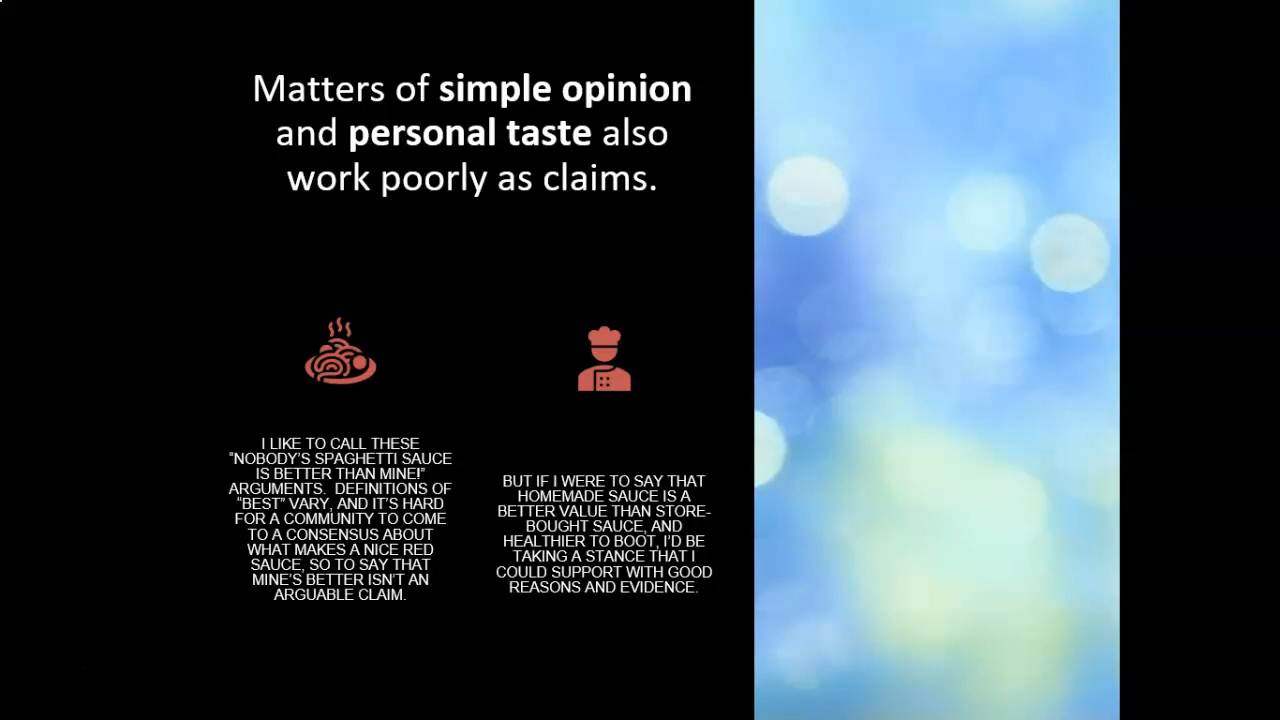 Matters of simple opinion
and personal taste also
work poorly as claims.
I LIKE TO CALL THESE
“NOBODY’S SPAGHETTI SAUCE
IS BETTER THAN MINE!”
ARGUMENTS.  DEFINITIONS OF
“BEST” VARY, AND IT’S HARD
FOR A COMMUNITY TO COME
TO A CONSENSUS ABOUT
WHAT MAKES A NICE RED
SAUCE, SO TO SAY THAT
MINE’S BETTER ISN’T AN
ARGUABLE CLAIM.
BUT IF I WERE TO SAY THAT
HOMEMADE SAUCE IS A
BETTER VALUE THAN STORE-
BOUGHT SAUCE, AND
HEALTHIER TO BOOT, I’D BE
TAKING A STANCE THAT I
COULD SUPPORT WITH GOOD
REASONS AND EVIDENCE.